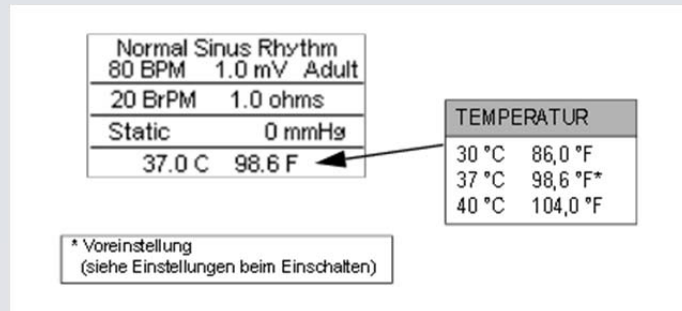 Normal Sinus Rhythm
80 BPM 1.0 mV Adult
20 BrPM 1.0 ohms
Static 0 mmHg
37.0 C 98.6 F
TEMPERATUR
30 °C 86,0 °F
37 °C 98,6 °F*
40 °C 104,0 °F
* Voreinstellung
(siehe Einstellungen beim Einschalten)